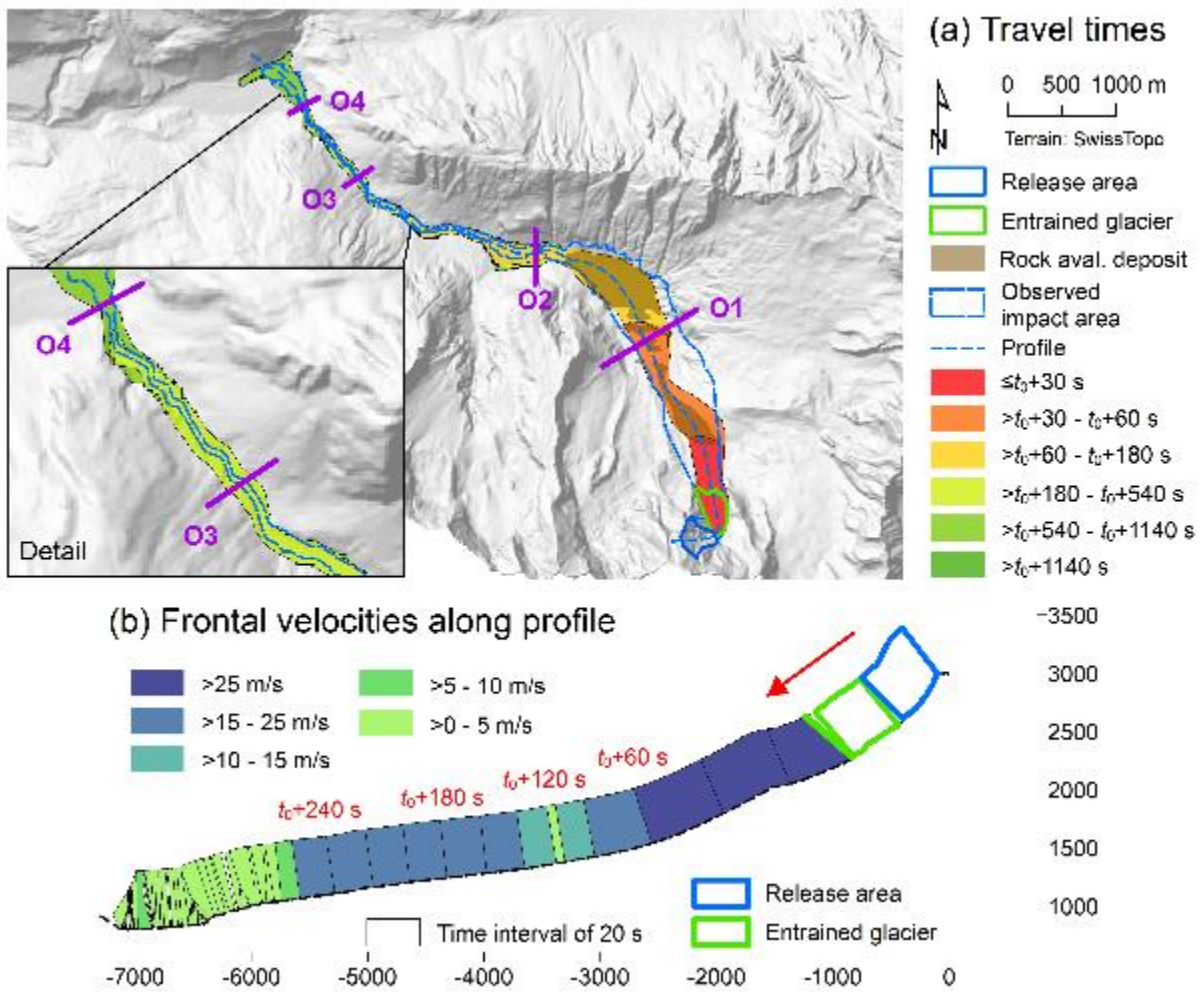 (a) Travel times
0 500 1000 m
N
Terrain: SwissTopo
Release area
Entrained glacier
Rock aval. deposit
Observed
impact area
Profile
≤t₀+30 s
>t₀+30 - t₀+60 s
>t₀+60 - t₀+180 s
>t₀+180 - t₀+540 s
>t₀+540 - t₀+1140 s
>t₀+1140 s
O4
O3
O2
O1
O4
O3
Detail
(b) Frontal velocities along profile
>25 m/s
>15 - 25 m/s
>10 - 15 m/s
>5 - 10 m/s
>0 - 5 m/s
t₀+240 s
t₀+180 s
t₀+120 s
t₀+60 s
3500
3000
2500
2000
1500
1000
Release area
Entrained glacier
Time interval of 20 s
-7000 -6000 -5000 -4000 -3000 -2000 -1000 0